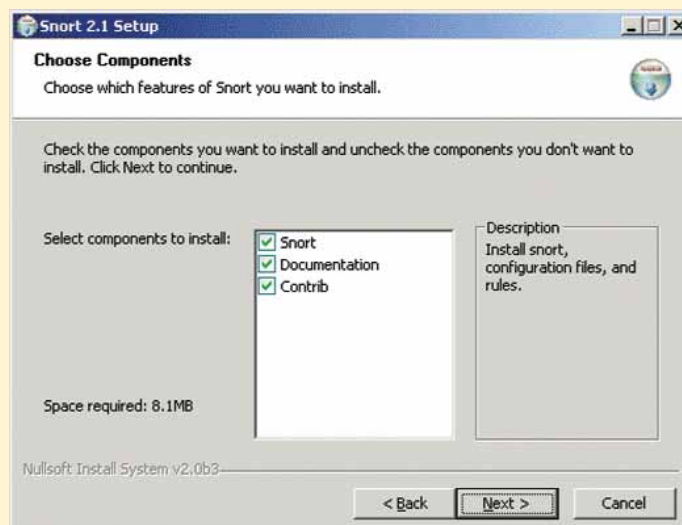 Snort 2.1 Setup
Choose Components
Choose which features of Snort you want to install.
Check the components you want to install and uncheck the components you don't want to
install. Click Next to continue.
Select components to install:
Snort
Documentation
Contrib
Description
Install snort,
configuration files, and
rules.
Space required: 8.1MB
Nullsoft Install System v2.0b3
< Back
Next >
Cancel